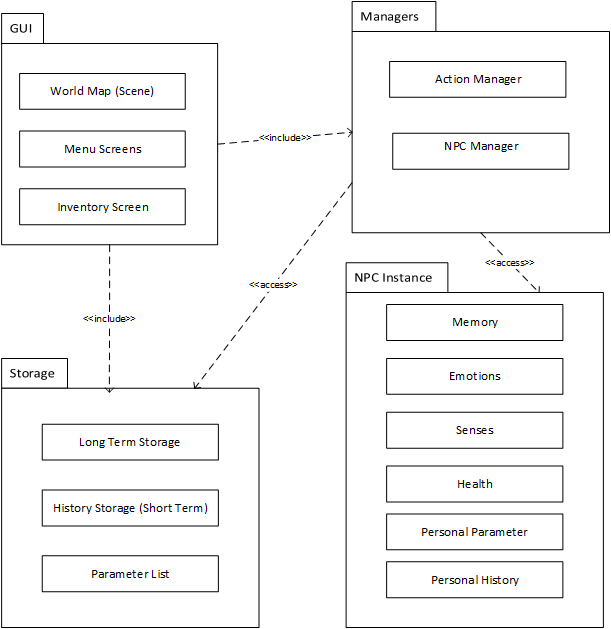 GUI
World Map (Scene)
Menu Screens
Inventory Screen
Managers
Action Manager
NPC Manager
<<include>>
<<access>>
<<access>>
<<include>>
NPC Instance
Memory
Emotions
Senses
Health
Personal Parameter
Personal History
Storage
Long Term Storage
History Storage (Short Term)
Parameter List